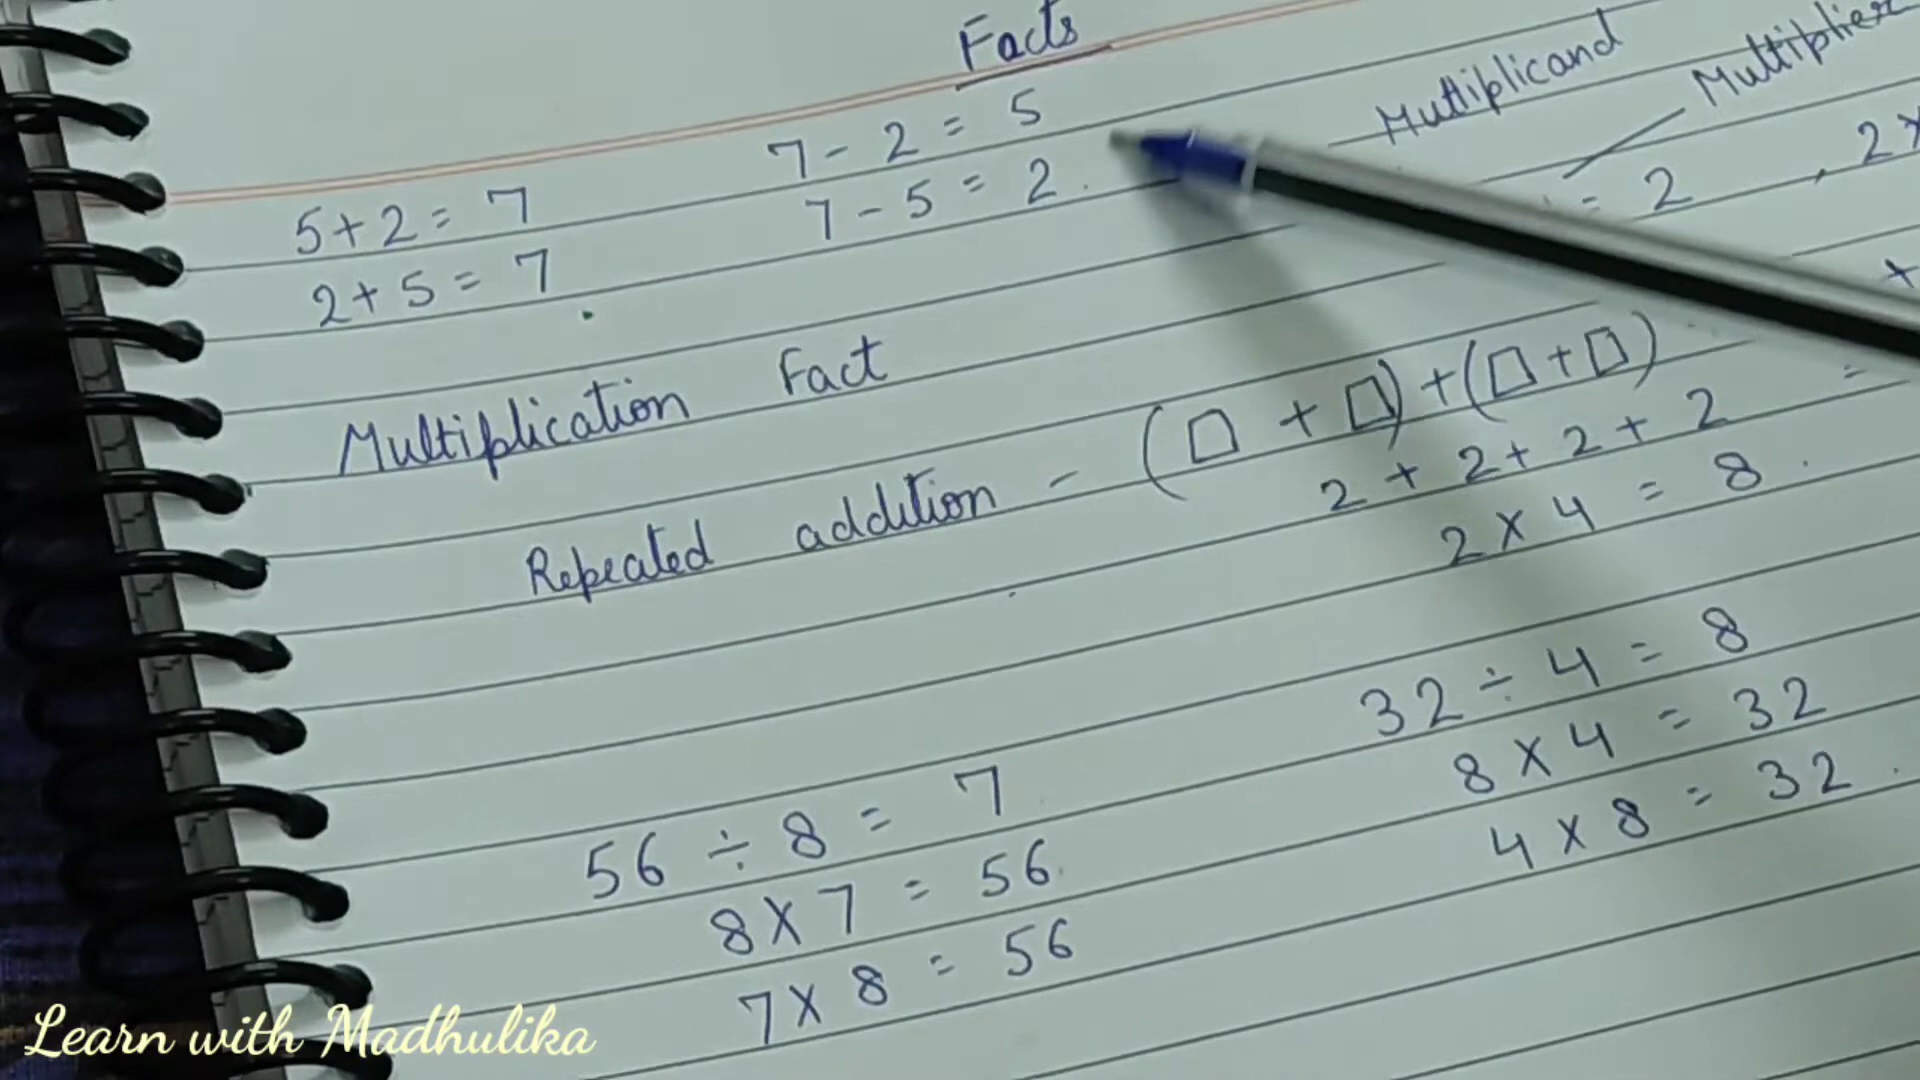 Facts
5+2=7
2+5=7
7-2=5
7-5=2.
Multiplicand
Multiplier
= 2
, 2x
Multiplication Fact
Repeated addition - (□ + □) + (□ + □)
2 + 2 + 2 + 2 =
2 x 4 = 8.
56 ÷ 8 = 7
8 x 7 = 56
7 x 8 = 56
32 ÷ 4 = 8
8 x 4 = 32
4 x 8 = 32.
Learn with Madhulika